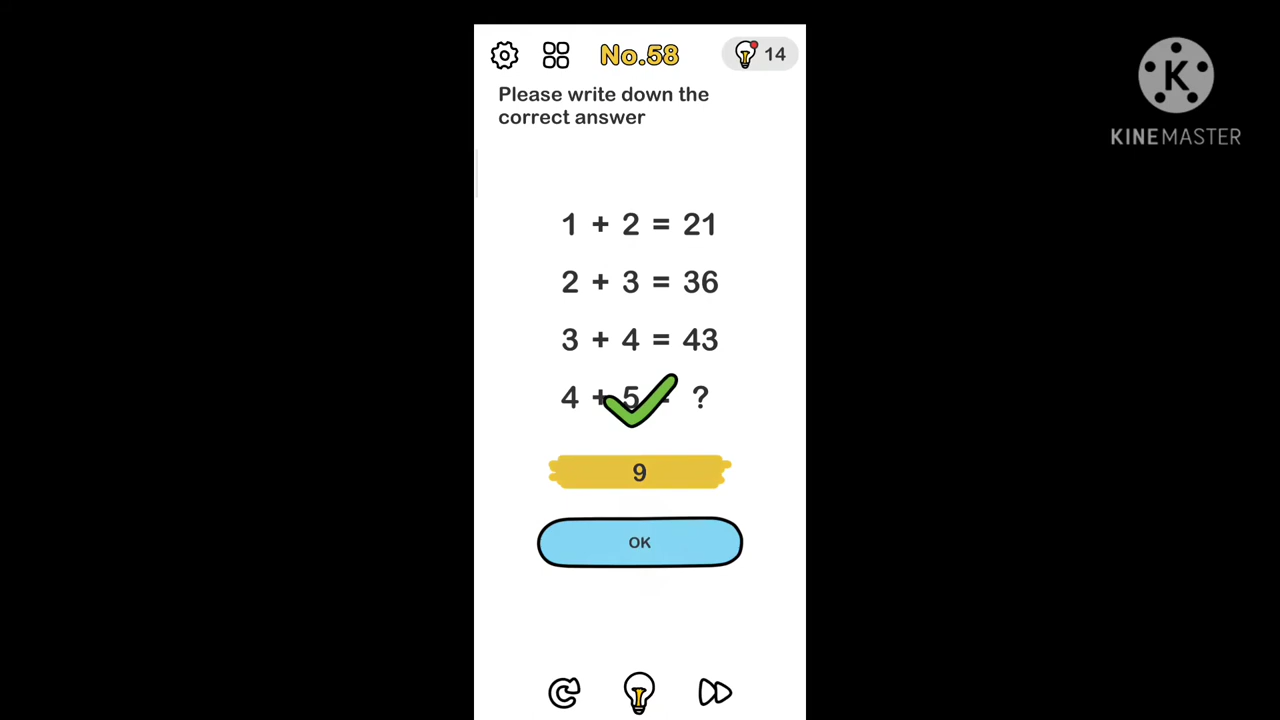 No.58
14
Please write down the
correct answer
1 + 2 = 21
2 + 3 = 36
3 + 4 = 43
4 + 5 = ?
9
OK
K
KINEMASTER